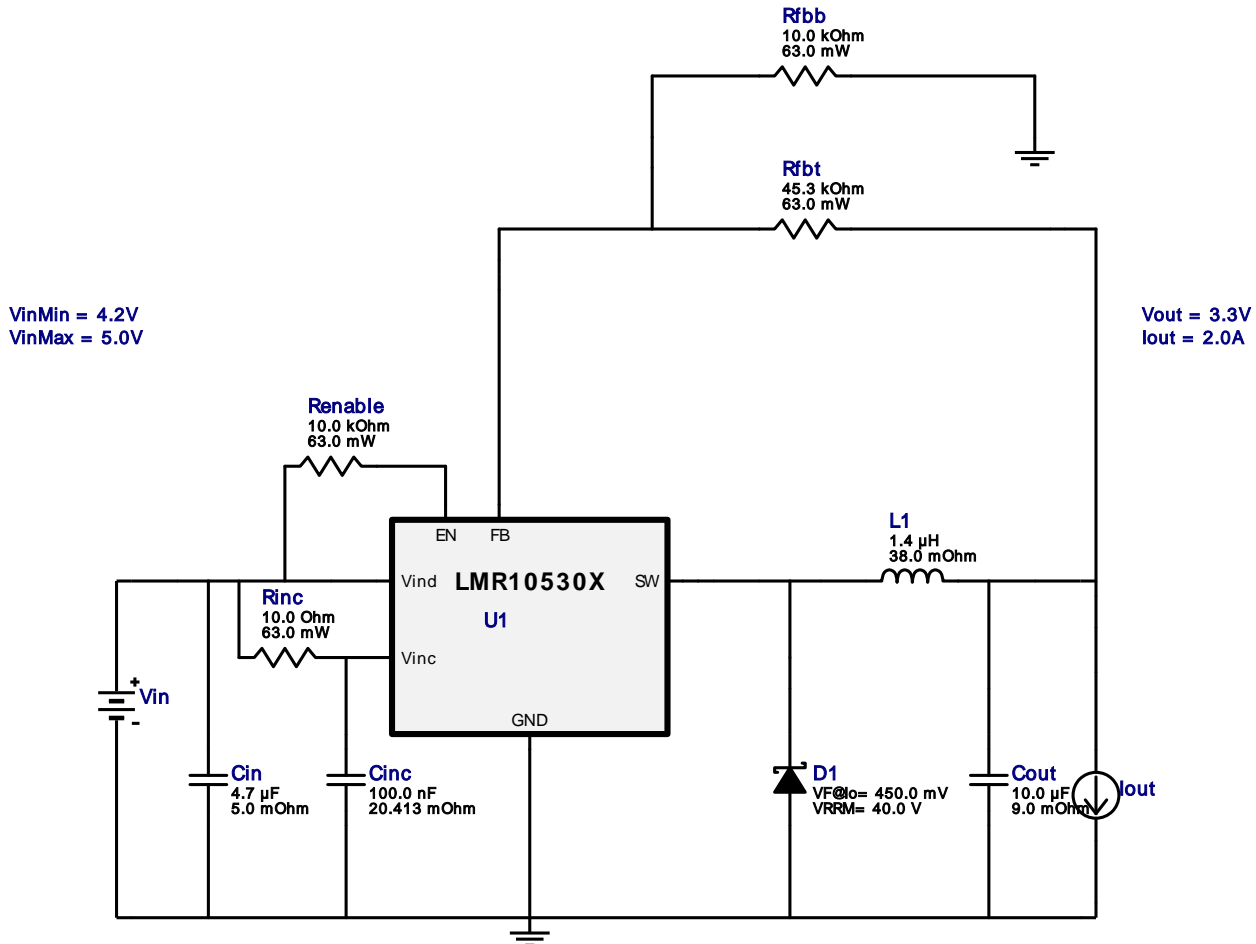 Rfbb
10.0 kOhm
63.0 mW
Rfbt
45.3 kOhm
63.0 mW
VinMin = 4.2V
VinMax = 5.0V
Vout = 3.3V
Iout = 2.0A
Renable
10.0 kOhm
63.0 mW
EN FB
L1
1.4 µH
38.0 mOhm
Vind LMR10530X SW
U1
Rinc
10.0 Ohm
63.0 mW
Vinc
+
Vin
-
GND
Cin
4.7 µF
5.0 mOhm
Cinc
100.0 nF
20.413 mOhm
D1
VF@Io= 450.0 mV
VRRM= 40.0 V
Cout
10.0 µF
9.0 mOhm
Iout